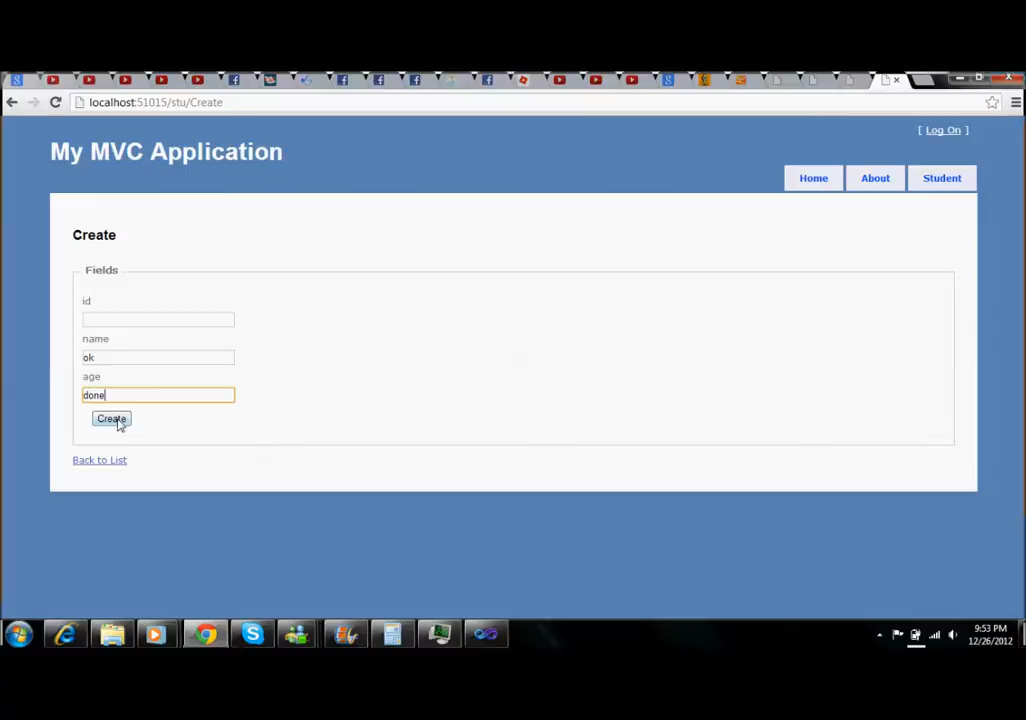 localhost:51015/stu/Create
[ Log On ]
My MVC Application
Home
About
Student
Create
Fields
id
name
ok
age
done
Create
Back to List
9:53 PM
12/26/2012